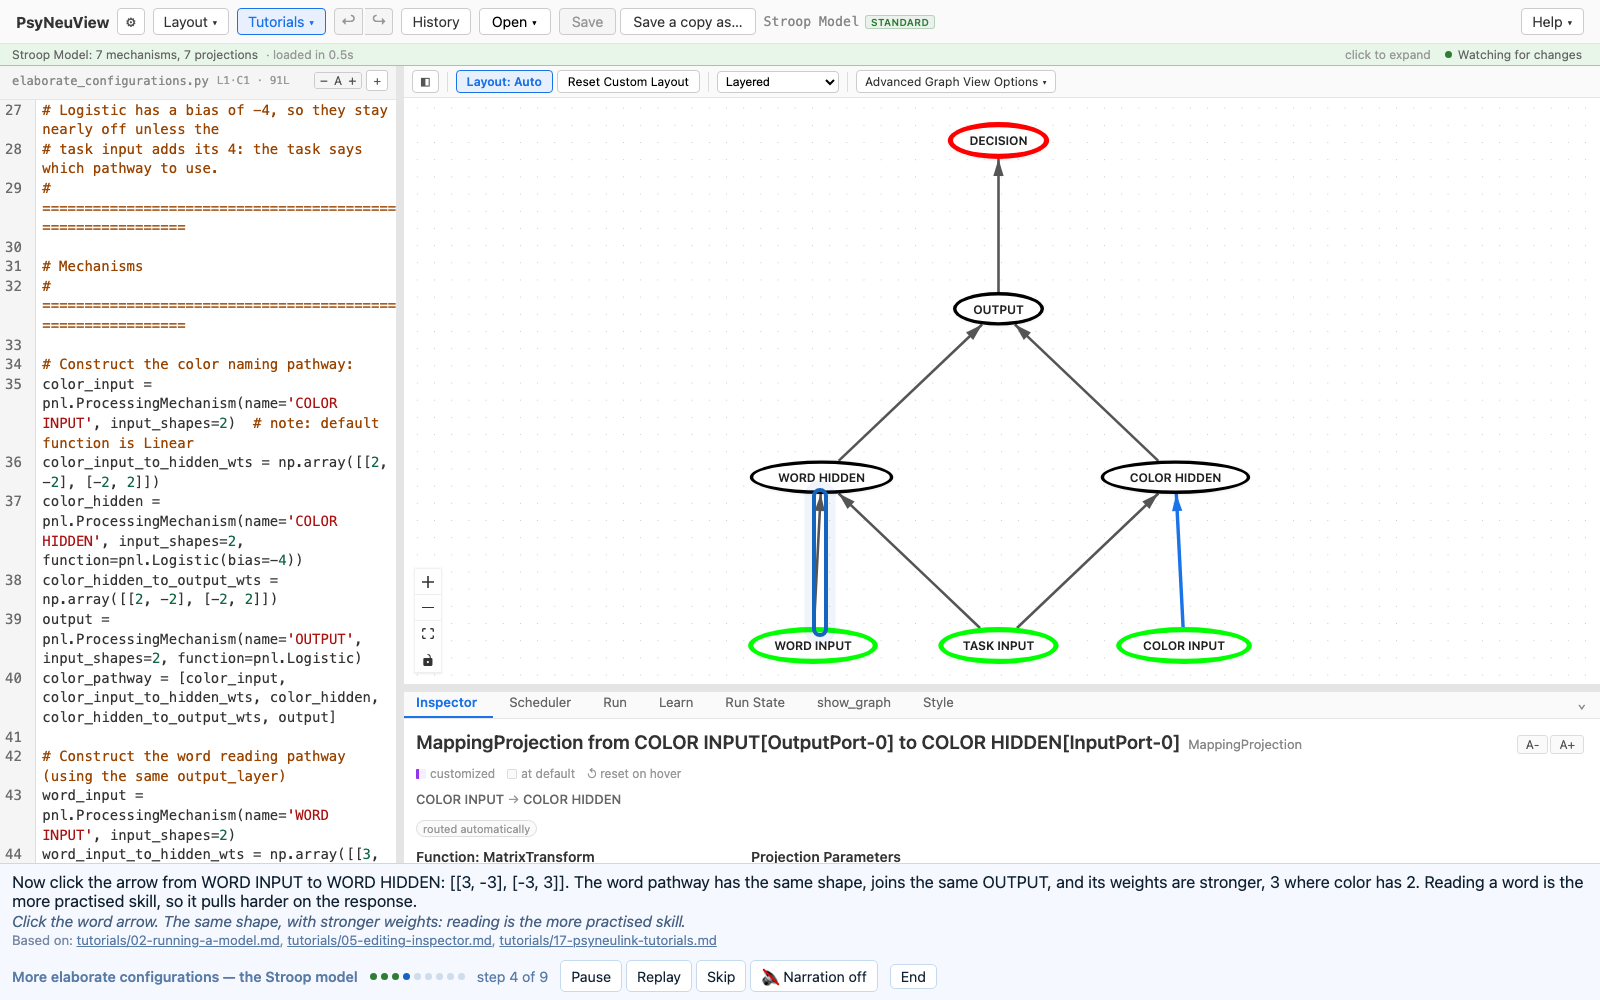 PsyNeuView ⚙ Layout ▾ Tutorials ▾ ↩ ↪ History Open ▾ Save Save a copy as... Stroop Model STANDARD Help ▾
Stroop Model: 7 mechanisms, 7 projections · loaded in 0.5s click to expand ● Watching for changes
elaborate_configurations.py L1:C1 · 91L − A + +
Layout: Auto Reset Custom Layout Layered Advanced Graph View Options ▾
27 # Logistic has a bias of −4, so they stay
nearly off unless the
28 # task input adds its 4: the task says
which pathway to use.
29 #
==========================================
=================
30
31 # Mechanisms
32 #
==========================================
=================
33
34 # Construct the color naming pathway:
35 color_input =
pnl.ProcessingMechanism(name='COLOR
INPUT', input_shapes=2)  # note: default
function is Linear
36 color_input_to_hidden_wts = np.array([[2,
-2], [-2, 2]])
37 color_hidden =
pnl.ProcessingMechanism(name='COLOR
HIDDEN', input_shapes=2,
function=pnl.Logistic(bias=-4))
38 color_hidden_to_output_wts =
np.array([[2, -2], [-2, 2]])
39 output =
pnl.ProcessingMechanism(name='OUTPUT',
input_shapes=2, function=pnl.Logistic)
40 color_pathway = [color_input,
color_input_to_hidden_wts, color_hidden,
color_hidden_to_output_wts, output]
41
42 # Construct the word reading pathway
(using the same output_layer)
43 word_input =
pnl.ProcessingMechanism(name='WORD
INPUT', input_shapes=2)
44 word_input_to_hidden_wts = np.array([[3,
DECISION
OUTPUT
WORD HIDDEN
COLOR HIDDEN
WORD INPUT
TASK INPUT
COLOR INPUT
Inspector Scheduler Run Learn Run State show_graph Style
MappingProjection from COLOR INPUT[OutputPort-0] to COLOR HIDDEN[InputPort-0] MappingProjection A- A+
customized at default ↺ reset on hover
COLOR INPUT → COLOR HIDDEN
routed automatically
Function: MatrixTransform Projection Parameters
Now click the arrow from WORD INPUT to WORD HIDDEN: [[3, -3], [-3, 3]]. The word pathway has the same shape, joins the same OUTPUT, and its weights are stronger, 3 where color has 2. Reading a word is the
more practised skill, so it pulls harder on the response.
Click the word arrow. The same shape, with stronger weights: reading is the more practised skill.
Based on: tutorials/02-running-a-model.md, tutorials/05-editing-inspector.md, tutorials/17-psyneulink-tutorials.md
More elaborate configurations — the Stroop model step 4 of 9 Pause Replay Skip Narration off End